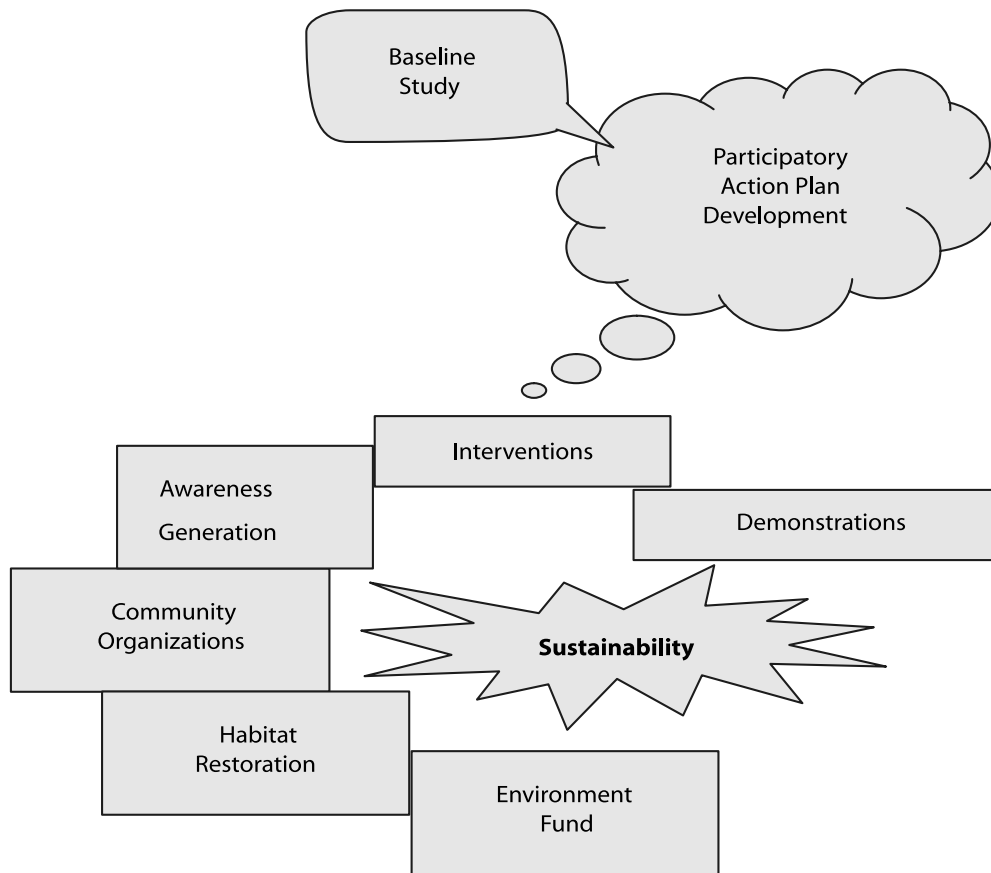 Baseline
Study
Participatory
Action Plan
Development
Interventions
Awareness
Generation
Demonstrations
Community
Organizations
Sustainability
Habitat
Restoration
Environment
Fund